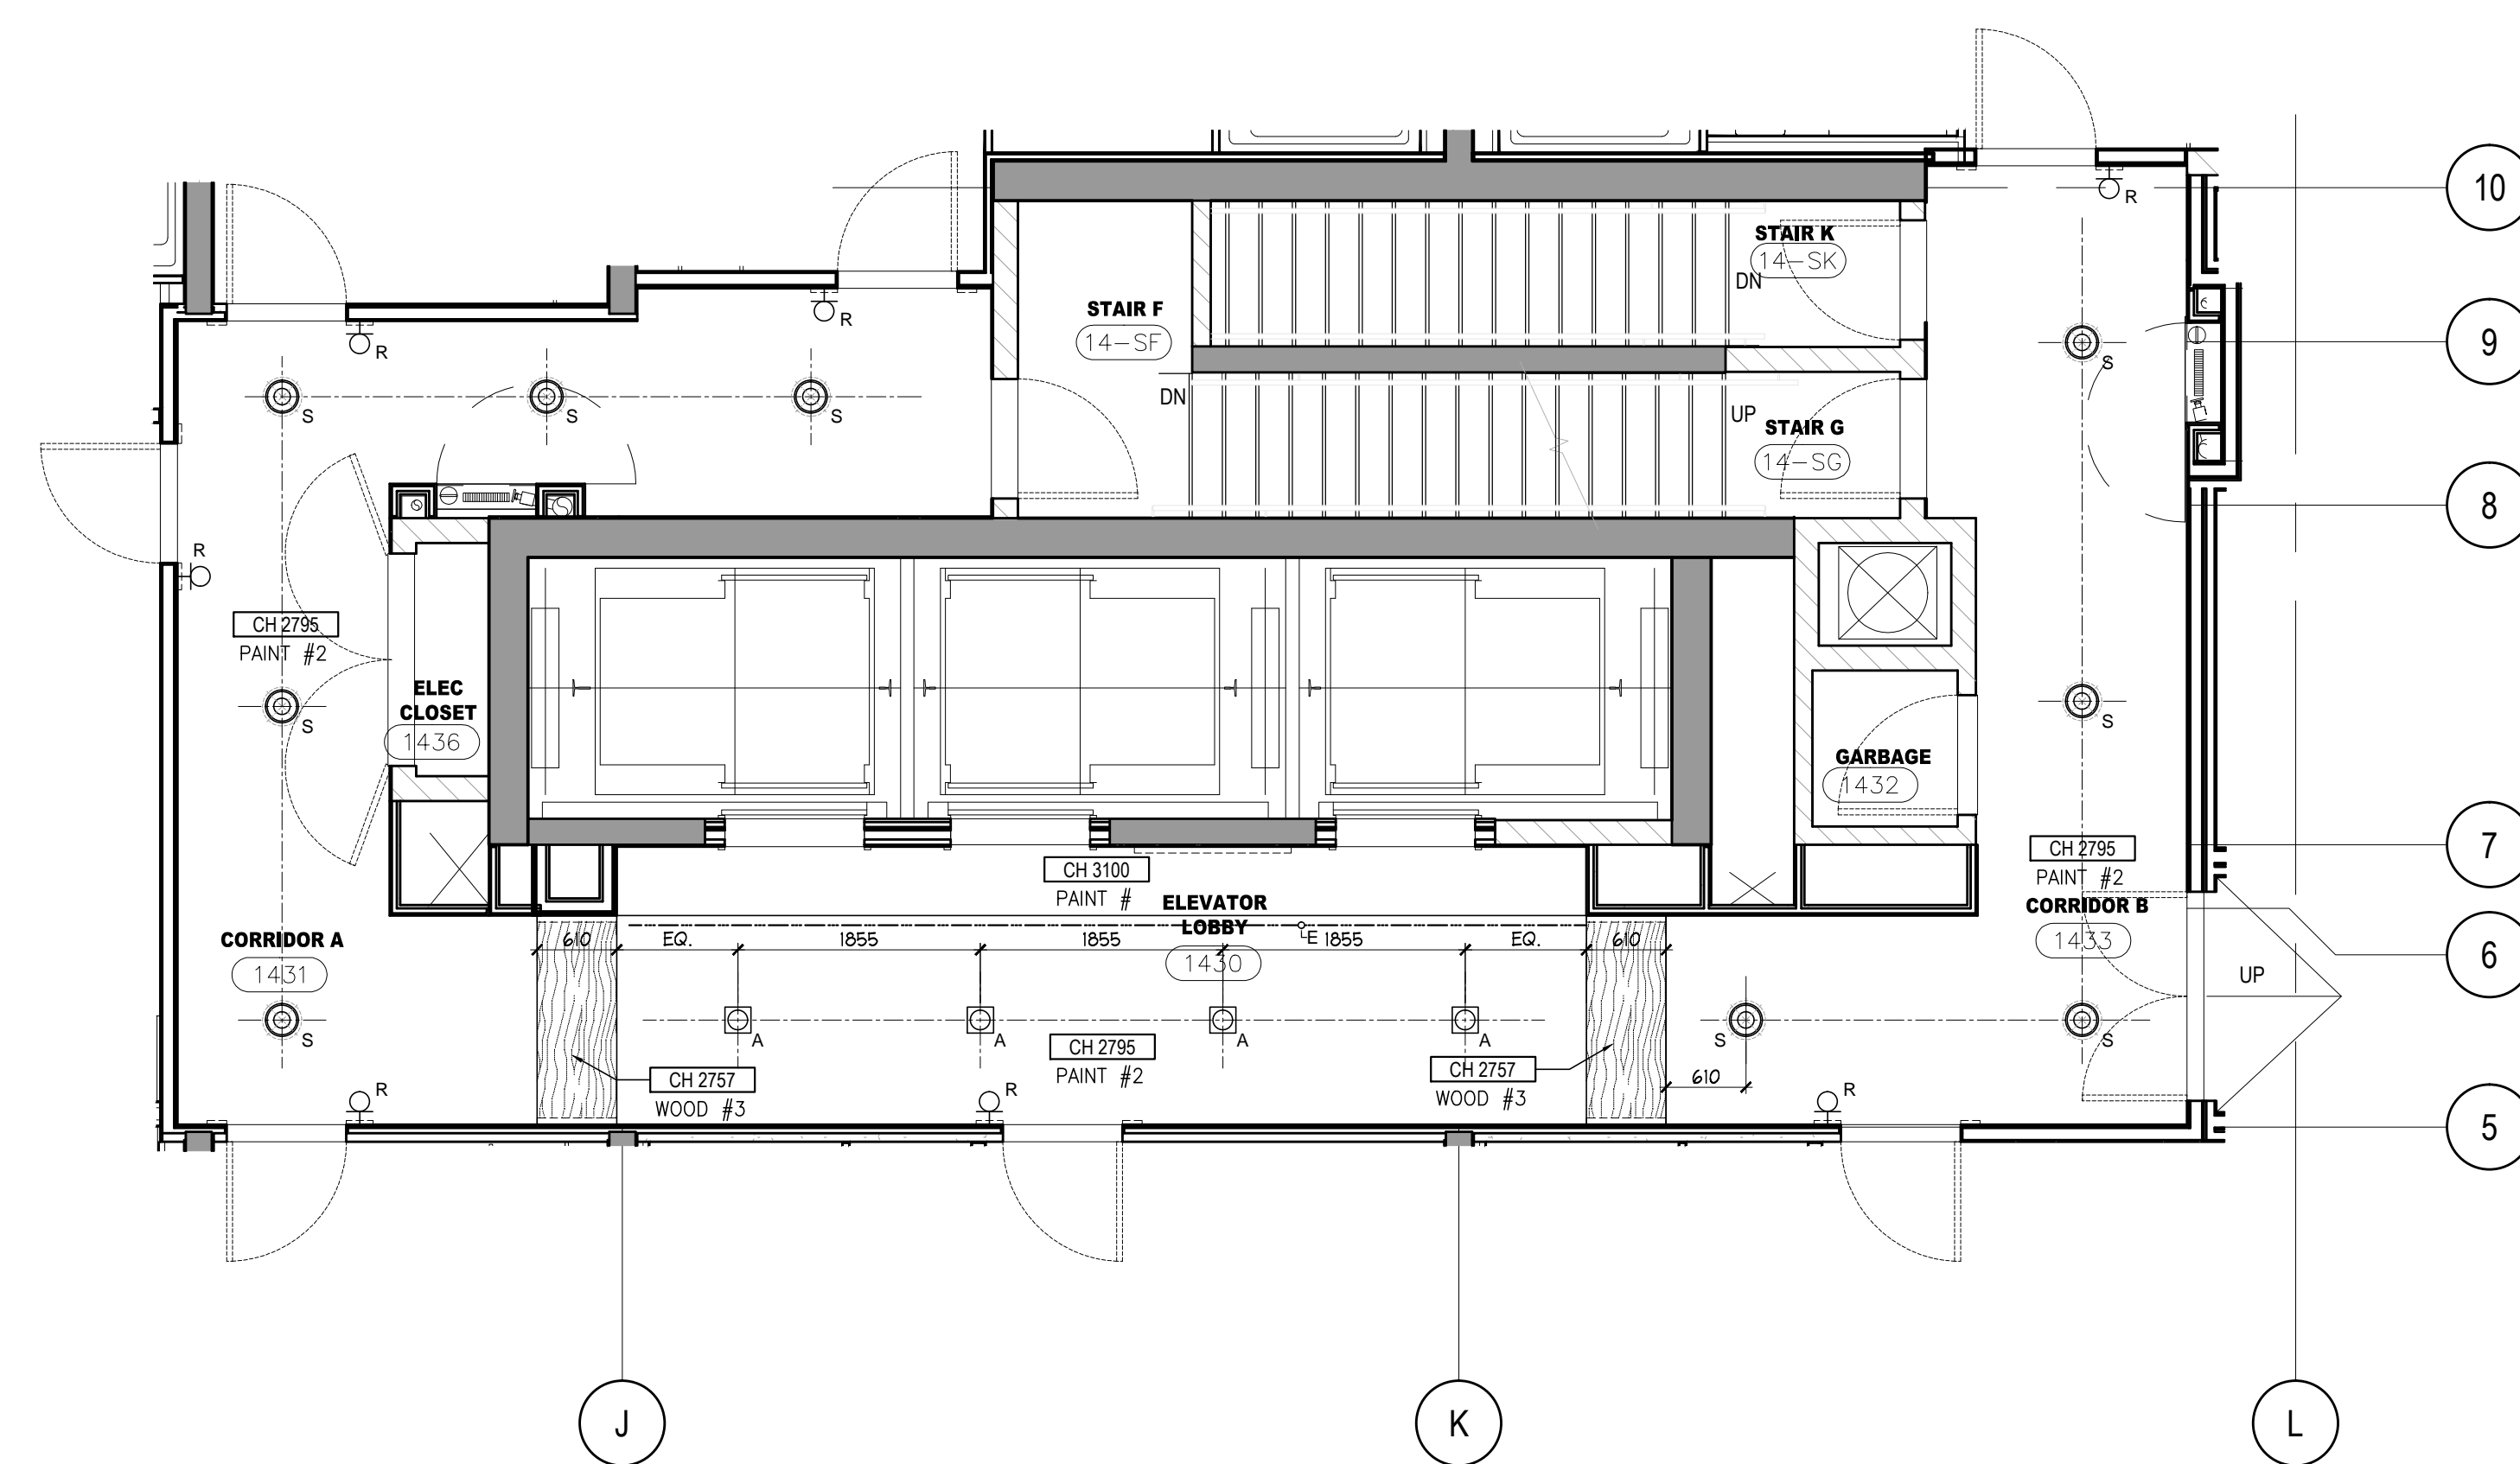 10
R
STAIR K
14-SK
DN
STAIR F
14-SF
R
R
9
S
S
S
S
DN
UP
STAIR G
14-SG
8
R
CH 2795
PAINT #2
ELEC
CLOSET
1436
S
S
GARBAGE
1432
CH 2795
PAINT #2
7
CH 3100
PAINT #
ELEVATOR
LOBBY
1430
CORRIDOR B
1433
CORRIDOR A
1431
610
EQ.
1855
1855
E
1855
EQ.
610
6
UP
S
A
A
A
A
S
S
CH 2795
PAINT #2
CH 2757
WOOD #3
CH 2757
WOOD #3
610
R
R
R
5
J
K
L